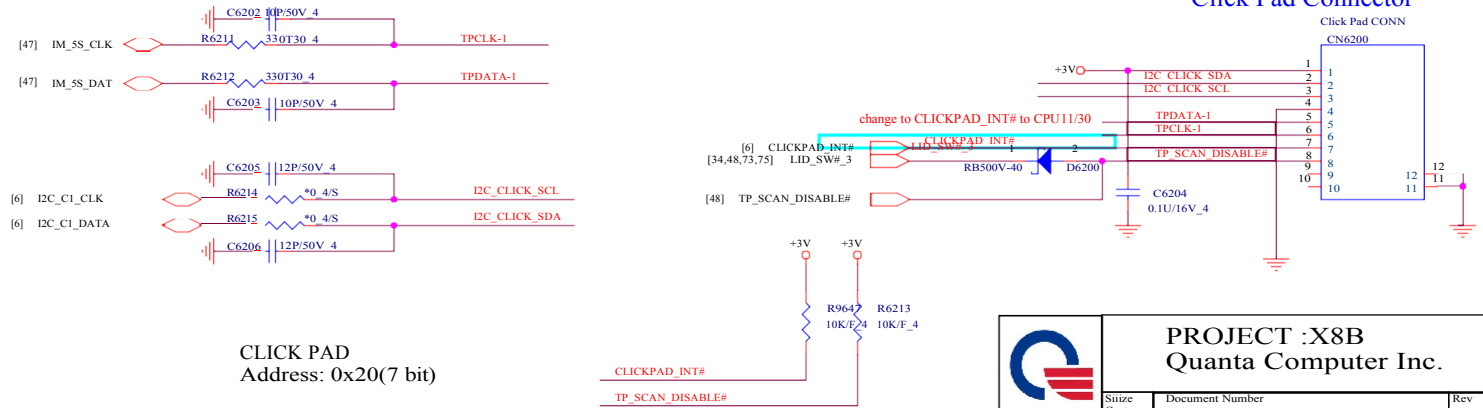 Click Pad Connector
C6202 10P/50V_4
[47] IM_5S_CLK R6211 330T30_4 TPCLK-1
[47] IM_5S_DAT R6212 330T30_4 TPDATA-1
C6203 10P/50V_4
C6205 12P/50V_4
[6] I2C_C1_CLK R6214 *0_4/S I2C_CLICK_SCL
[6] I2C_C1_DATA R6215 *0_4/S I2C_CLICK_SDA
C6206 12P/50V_4
CLICK PAD
Address: 0x20(7 bit)
Click Pad CONN
CN6200
+3V 1 1
I2C_CLICK_SDA 2 2
I2C_CLICK_SCL 3 3
4 4
TPDATA-1 5 5
TPCLK-1 6 6
7 7
TP_SCAN_DISABLE# 8 8
9 9
10 10
12 12
11 11
change to CLICKPAD_INT# to CPU11/30
[6] CLICKPAD_INT# CLICKPAD_INT#
[34,48,73,75] LID_SW#_3 LID_SW#_3
1 2
RB500V-40 D6200
[48] TP_SCAN_DISABLE#
C6204
0.1U/16V_4
+3V +3V
R9647 R6213
10K/F_4 10K/F_4
CLICKPAD_INT#
TP_SCAN_DISABLE#
PROJECT :X8B
Quanta Computer Inc.
Siiize Document Number Rev